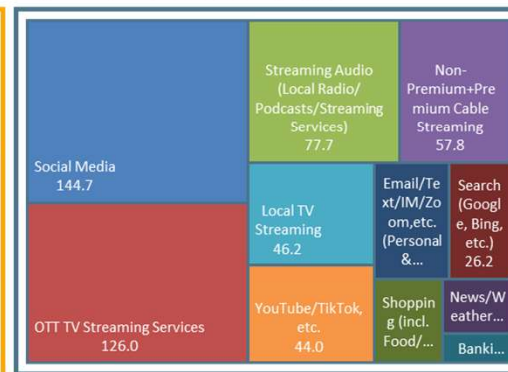 Social Media
144.7
OTT TV Streaming Services
126.0
Streaming Audio
(Local Radio/
Podcasts/Streaming
Services)
77.7
Non-
Premium+Pre
mium Cable
Streaming
57.8
Local TV
Streaming
46.2
Email/Te
xt/IM/Zo
om,etc.
(Personal
&...
Search
(Googl
e, Bing,
etc.)
26.2
YouTube/TikTok,
etc.
44.0
Shoppin
g (incl.
Food/...
News/W
eather...
Banki...